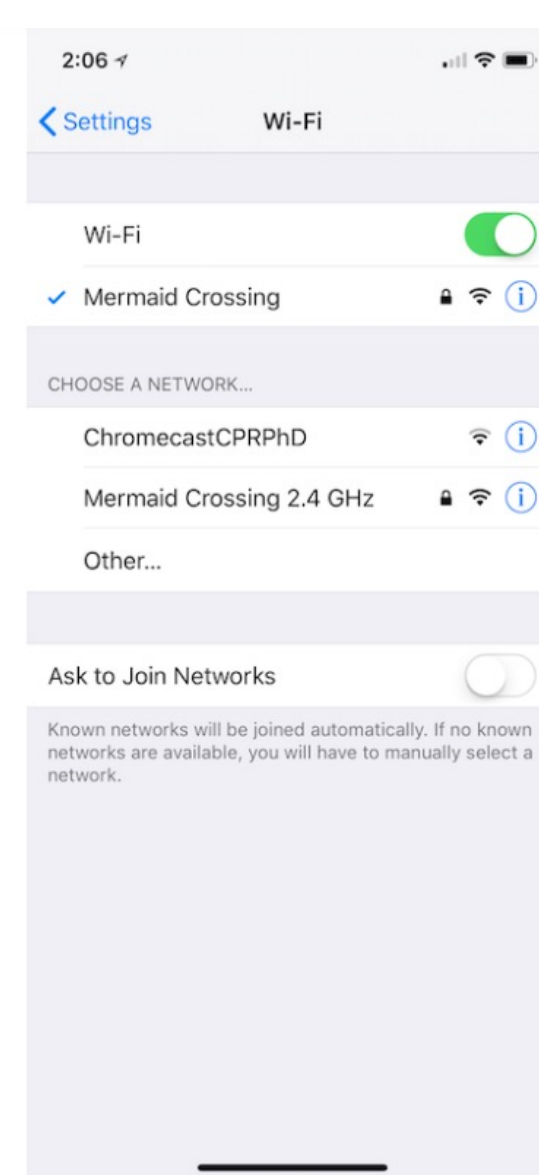 2:06
Settings
Wi-Fi
Wi-Fi
Mermaid Crossing
CHOOSE A NETWORK...
ChromecastCPRPhD
Mermaid Crossing 2.4 GHz
Other...
Ask to Join Networks
Known networks will be joined automatically. If no known
networks are available, you will have to manually select a
network.